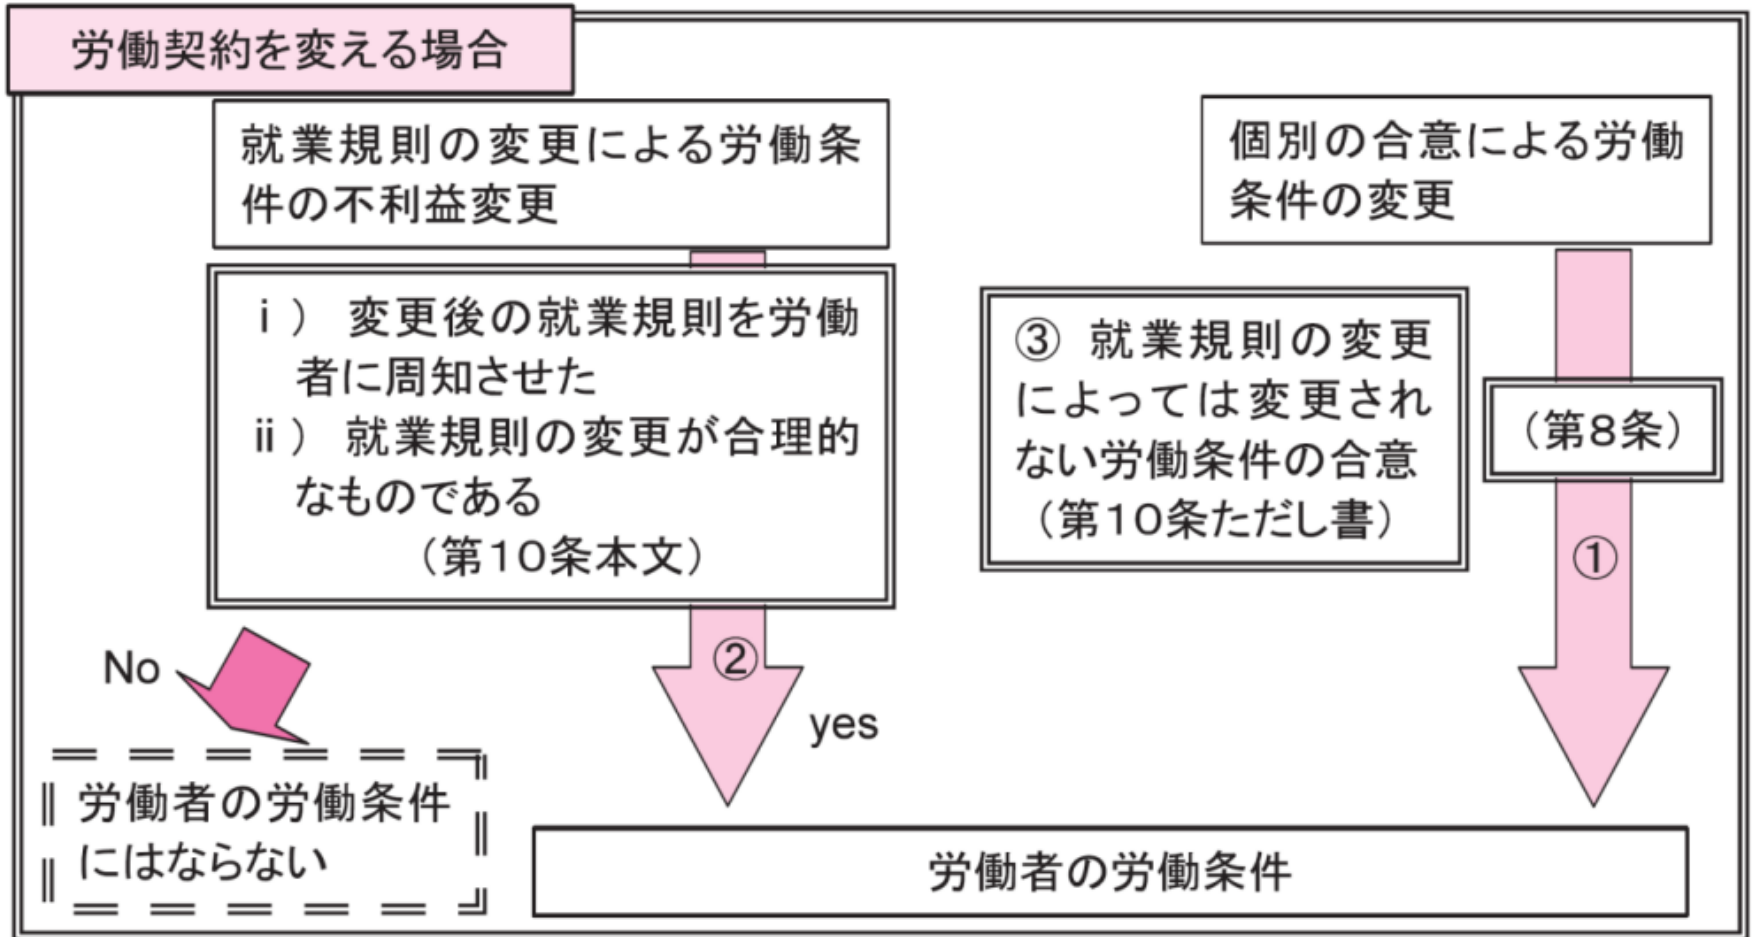 労働契約を変える場合
就業規則の変更による労働条
件の不利益変更
個別の合意による労働
条件の変更
ⅰ） 変更後の就業規則を労働
者に周知させた
ⅱ） 就業規則の変更が合理的
なものである
（第１０条本文）
③ 就業規則の変更
によっては変更され
ない労働条件の合意
（第１０条ただし書）
（第８条）
①
②
No
yes
労働者の労働条件
にはならない
労働者の労働条件